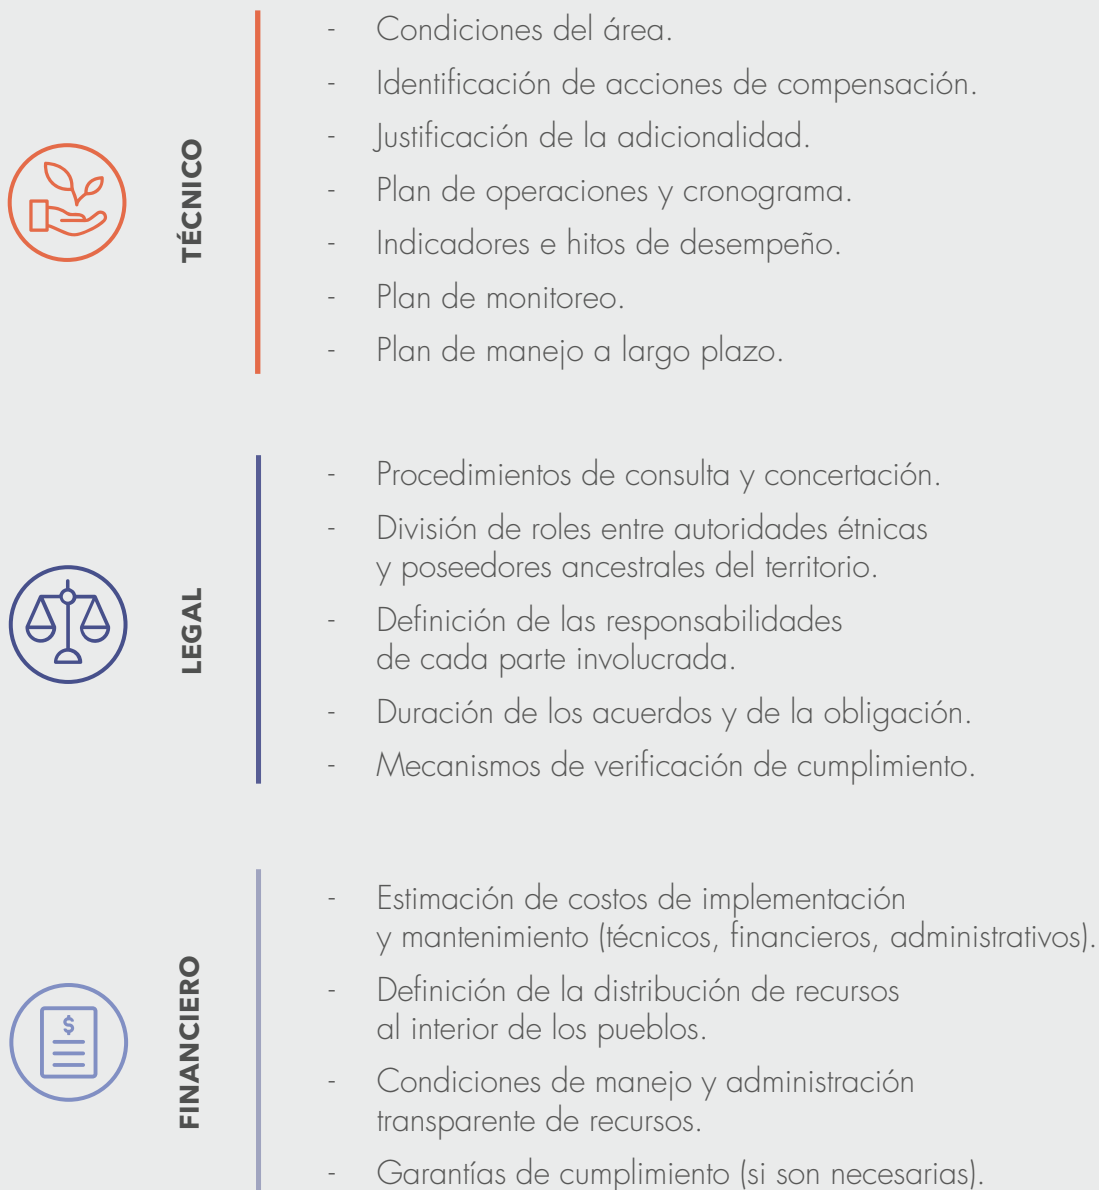 TÉCNICO
- Condiciones del área.
- Identificación de acciones de compensación.
- Justificación de la adicionalidad.
- Plan de operaciones y cronograma.
- Indicadores e hitos de desempeño.
- Plan de monitoreo.
- Plan de manejo a largo plazo.
LEGAL
- Procedimientos de consulta y concertación.
- División de roles entre autoridades étnicas
y poseedores ancestrales del territorio.
- Definición de las responsabilidades
de cada parte involucrada.
- Duración de los acuerdos y de la obligación.
- Mecanismos de verificación de cumplimiento.
$
FINANCIERO
- Estimación de costos de implementación
y mantenimiento (técnicos, financieros, administrativos).
- Definición de la distribución de recursos
al interior de los pueblos.
- Condiciones de manejo y administración
transparente de recursos.
- Garantías de cumplimiento (si son necesarias).